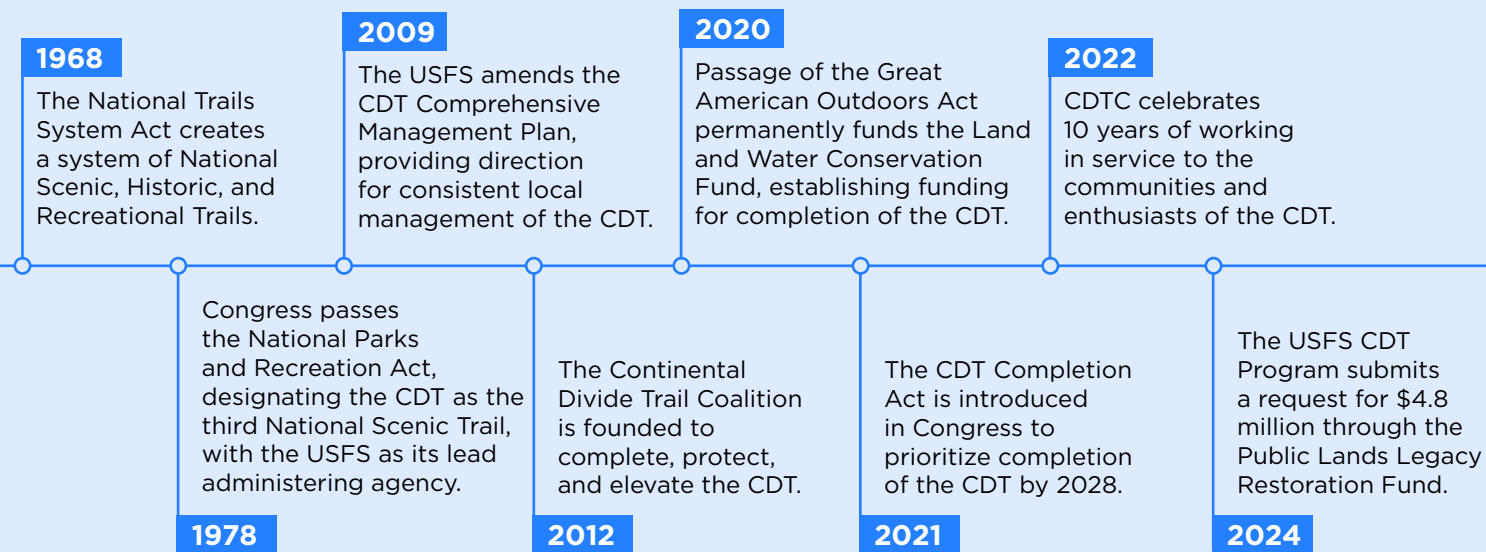 1968
The National Trails
System Act creates
a system of National
Scenic, Historic, and
Recreational Trails.
1978
Congress passes
the National Parks
and Recreation Act,
designating the CDT as the
third National Scenic Trail,
with the USFS as its lead
administering agency.
2009
The USFS amends the
CDT Comprehensive
Management Plan,
providing direction
for consistent local
management of the CDT.
2012
The Continental
Divide Trail Coalition
is founded to
complete, protect,
and elevate the CDT.
2020
Passage of the Great
American Outdoors Act
permanently funds the Land
and Water Conservation
Fund, establishing funding
for completion of the CDT.
2021
The CDT Completion
Act is introduced
in Congress to
prioritize completion
of the CDT by 2028.
2022
CDTC celebrates
10 years of working
in service to the
communities and
enthusiasts of the CDT.
2024
The USFS CDT
Program submits
a request for $4.8
million through the
Public Lands Legacy
Restoration Fund.